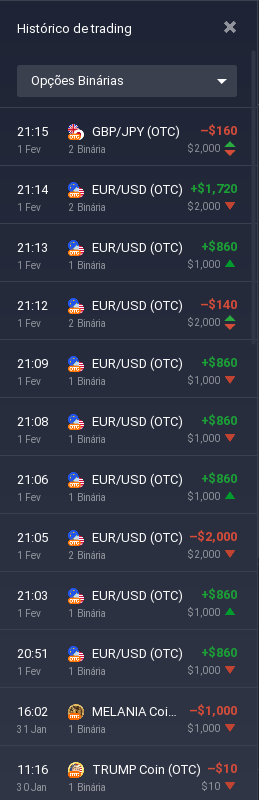 Histórico de trading
Opções Binárias
21:15 GBP/JPY (OTC) –$160
1 Fev 2 Binária $2,000
21:14 EUR/USD (OTC) +$1,720
1 Fev 2 Binária $2,000
21:13 EUR/USD (OTC) +$860
1 Fev 1 Binária $1,000
21:12 EUR/USD (OTC) –$140
1 Fev 2 Binária $2,000
21:09 EUR/USD (OTC) +$860
1 Fev 1 Binária $1,000
21:08 EUR/USD (OTC) +$860
1 Fev 1 Binária $1,000
21:06 EUR/USD (OTC) +$860
1 Fev 1 Binária $1,000
21:05 EUR/USD (OTC) –$2,000
1 Fev 2 Binária $2,000
21:03 EUR/USD (OTC) +$860
1 Fev 1 Binária $1,000
20:51 EUR/USD (OTC) +$860
1 Fev 1 Binária $1,000
16:02 MELANIA Coi... –$1,000
31 Jan 1 Binária $1,000
11:16 TRUMP Coin (OTC) –$10
30 Jan 1 Binária $10